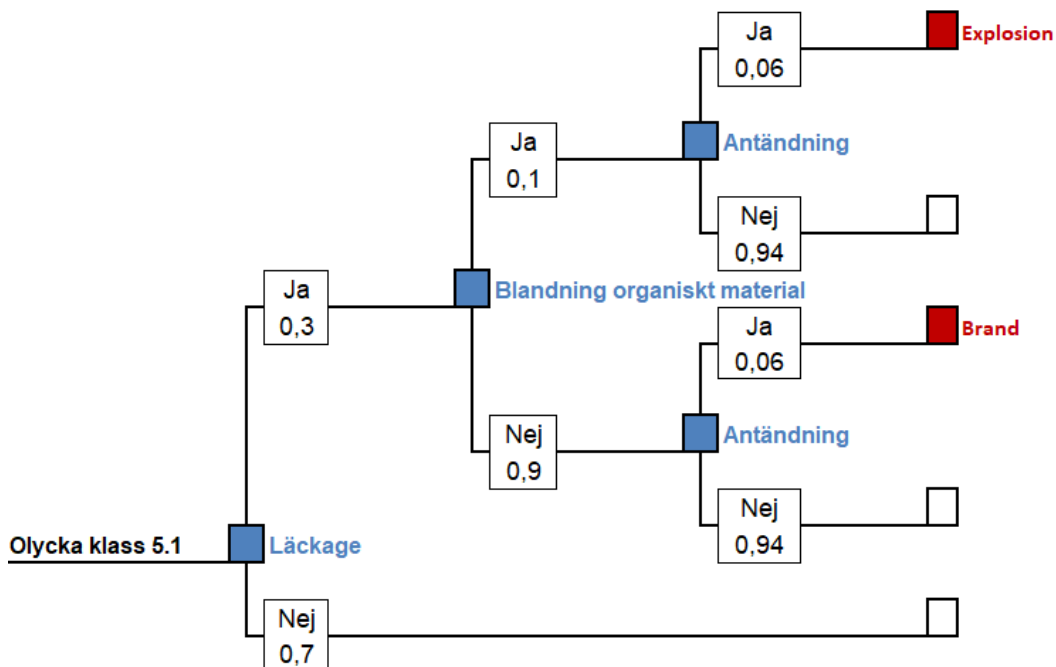 Ja
0,06
Explosion
Ja
0,1
Antändning
Nej
0,94
Ja
0,3
Blandning organiskt material
Ja
0,06
Brand
Nej
0,9
Antändning
Nej
0,94
Olycka klass 5.1
Läckage
Nej
0,7